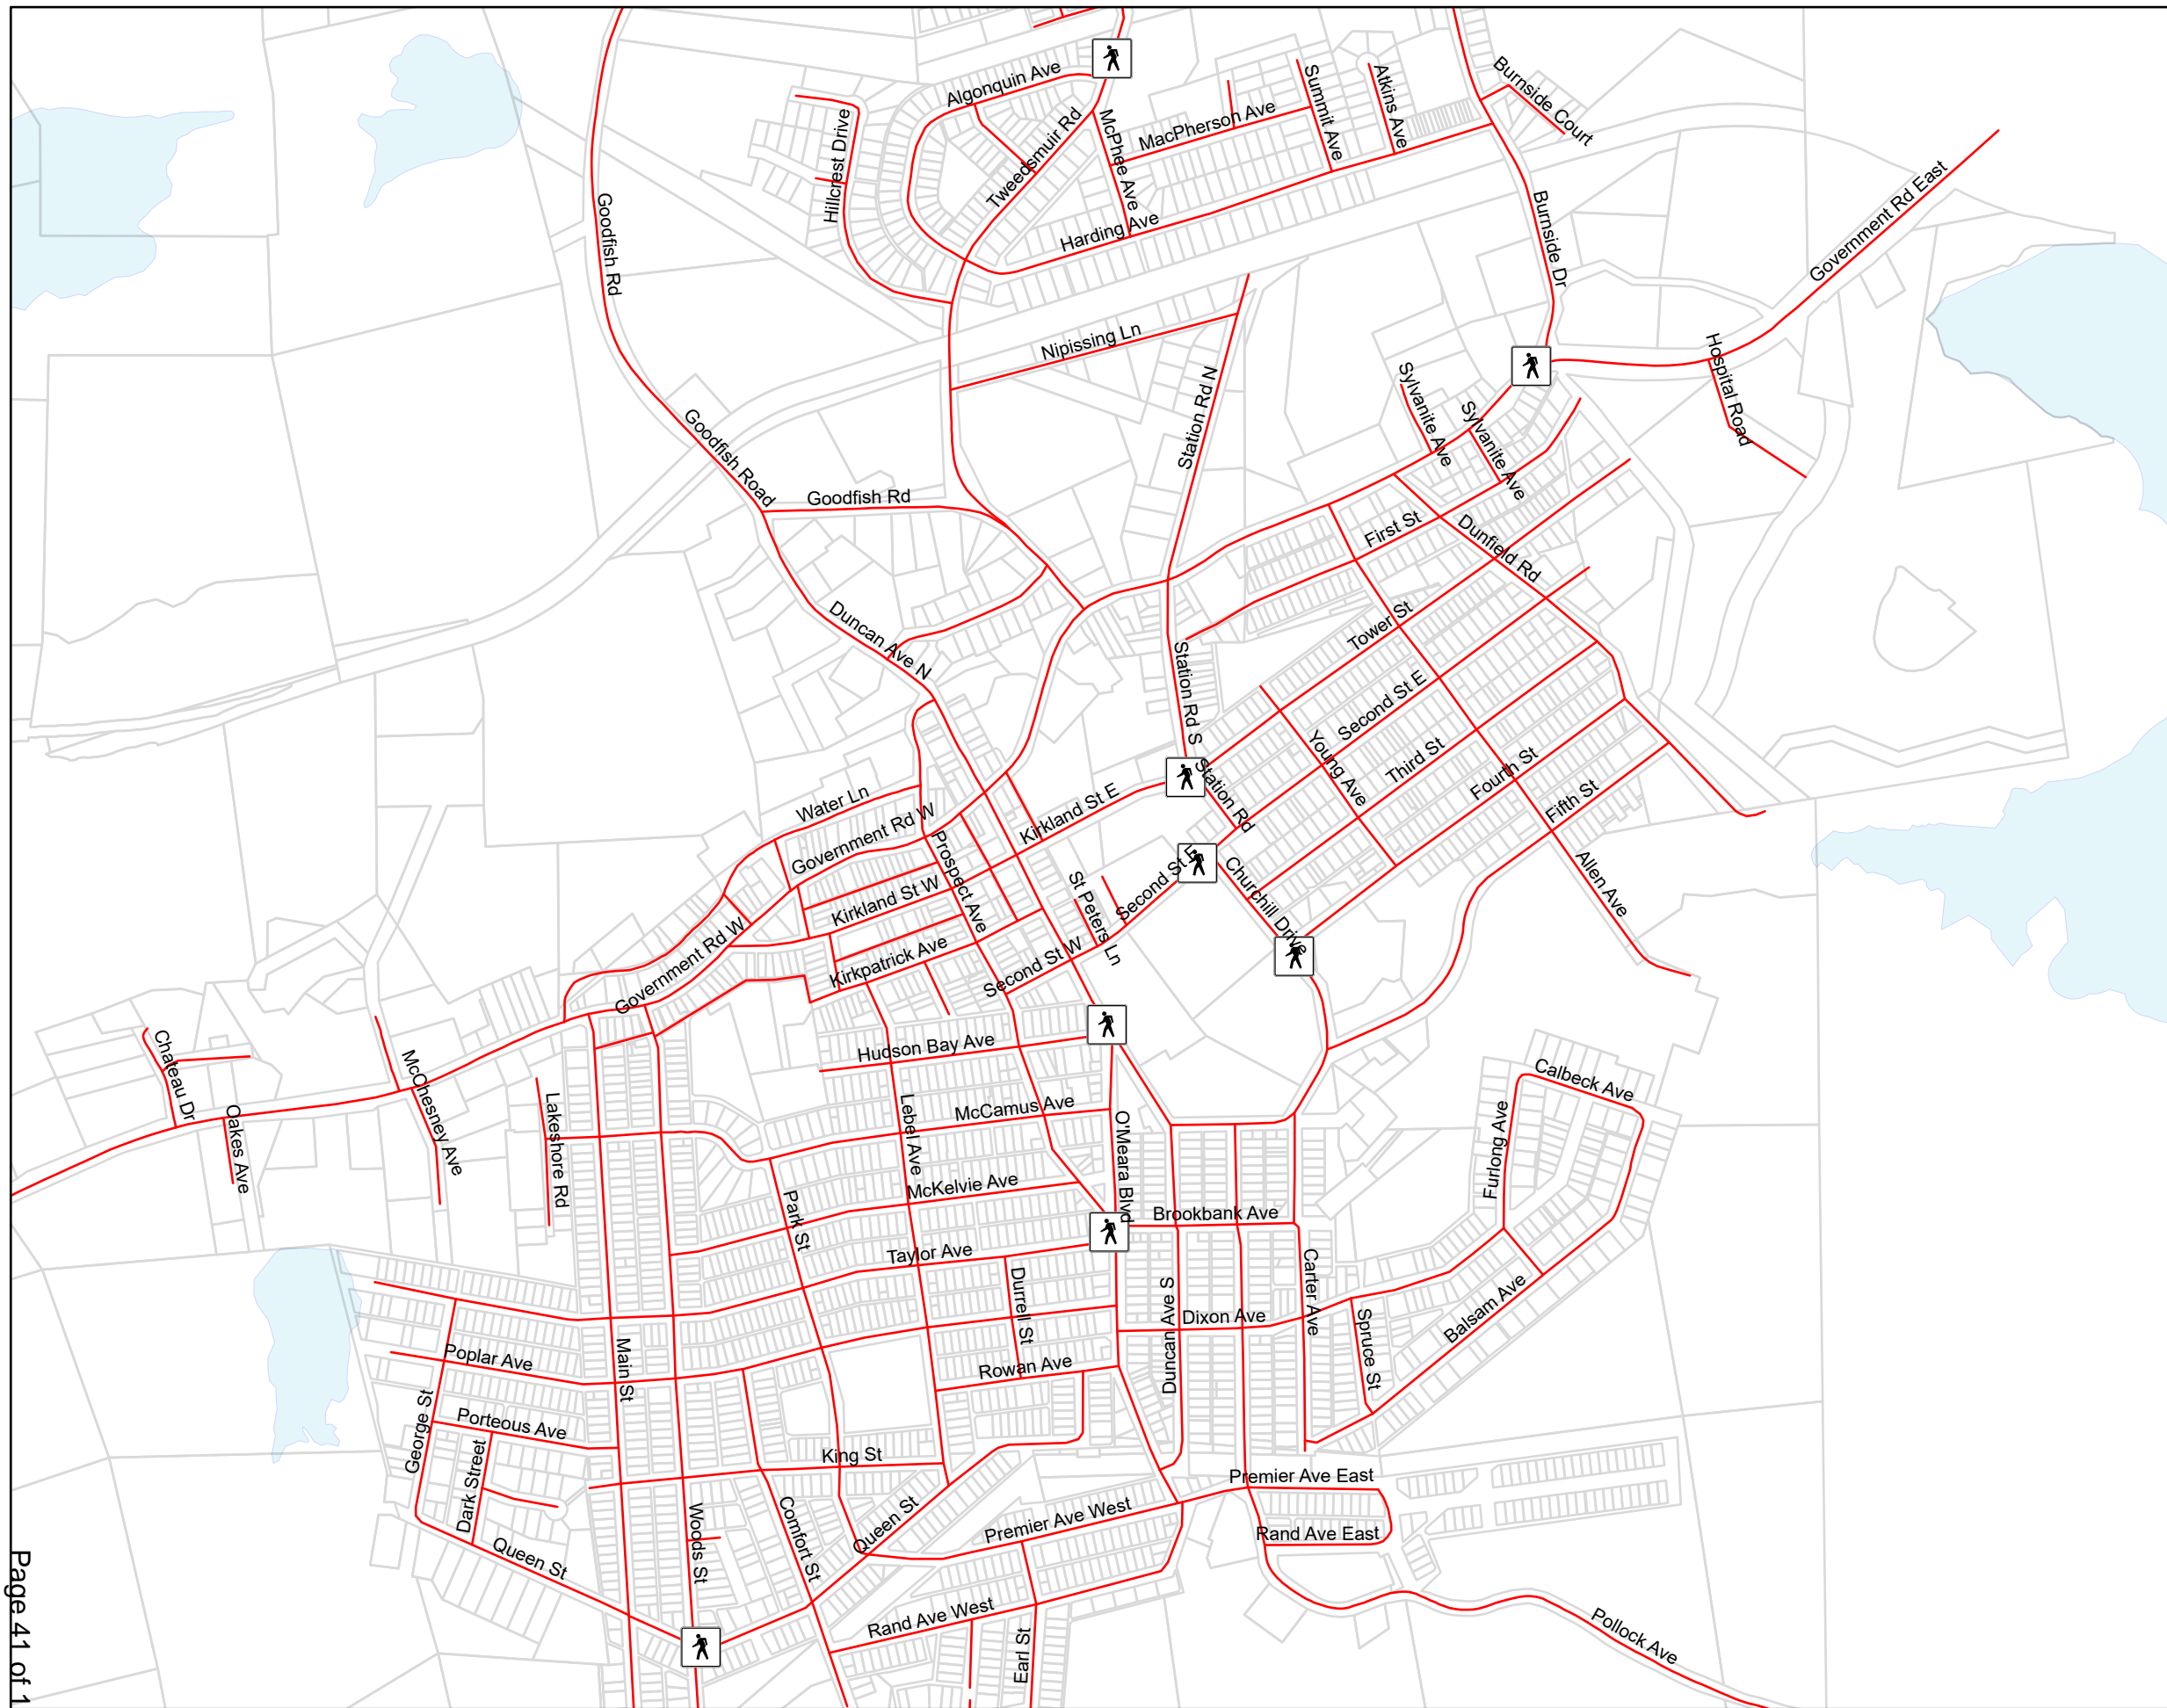 Algonquin Ave
Burnside Court
Summit Ave
Atkins Ave
MacPherson Ave
Hillcrest Drive
Tweedsmuir Rd
McPhee Ave
Government Rd East
Goodfish Rd
Harding Ave
Burnside Dr
Nipissing Ln
Hospital Road
Station Rd N
Sylvanite Ave
Sylvanite Ave
Goodfish Road
Goodfish Rd
First St
Dunfield Rd
Duncan Ave N
Tower St
Station Rd S
Second St E
Young Ave
Third St
Fourth St
Fifth St
Station Rd
Water Ln
Kirkland St E
Government Rd W
Prospect Ave
Kirkland St W
St Peters Ln
Second St E
Churchill Drive
Allen Ave
Government Rd W
Kirkpatrick Ave
Second St W
Chateau Dr
McChesney Ave
Oakes Ave
Lakeshore Rd
Hudson Bay Ave
Lebel Ave
McCamus Ave
O'Meara Blvd
Calbeck Ave
Furlong Ave
McKelvie Ave
Park St
Brookbank Ave
Taylor Ave
Durrell St
Duncan Ave S
Dixon Ave
Carter Ave
Spruce St
Balsam Ave
Poplar Ave
Main St
Rowan Ave
George St
Porteous Ave
Dark Street
King St
Premier Ave East
Woods St
Comfort St
Queen St
Premier Ave West
Rand Ave East
Queen St
Rand Ave West
Earl St
Pollock Ave
Page 41 of 1